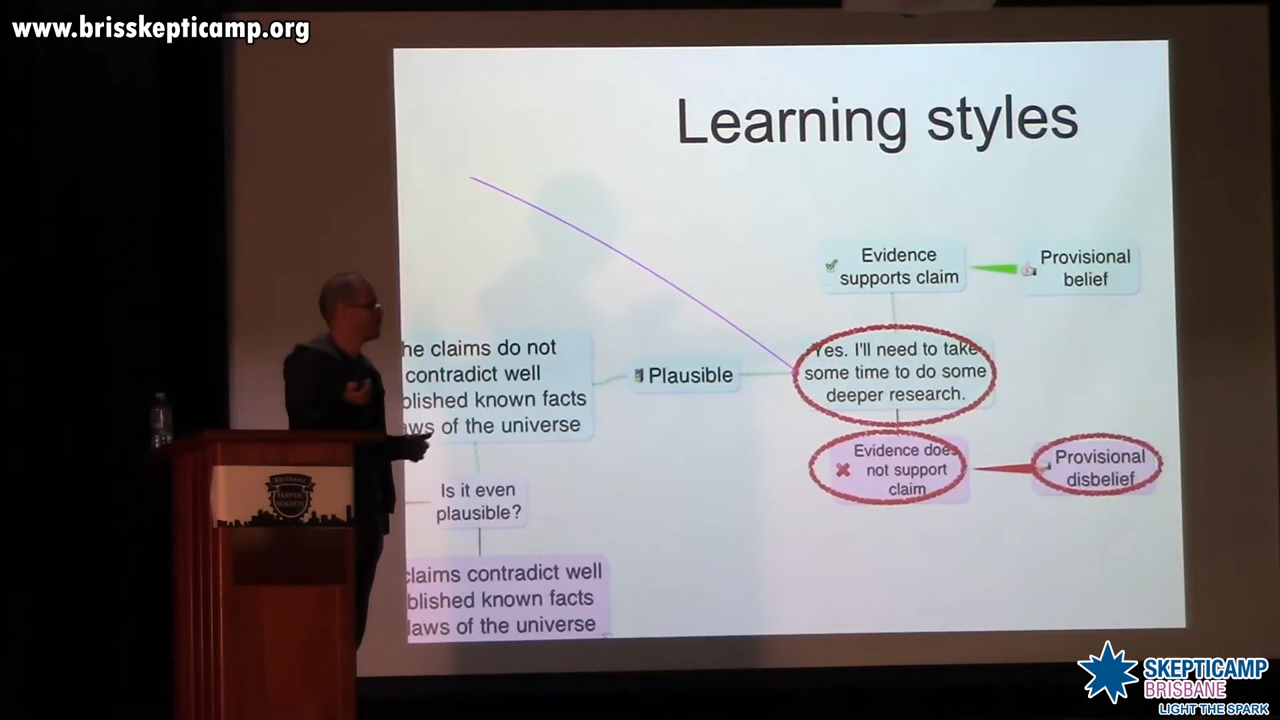 www.brisskepticamp.org
Learning styles
Evidence
supports claim
Provisional
belief
he claims do not
contradict well
blished known facts
aws of the universe
Plausible
Yes. I'll need to take
some time to do some
deeper research.
Evidence does
not support
claim
Provisional
disbelief
Is it even
plausible?
claims contradict well
blished known facts
laws of the universe
BRISBANE
SKEPTIC
SOCIETY
SKEPTICAMP
BRISBANE
LIGHT THE SPARK